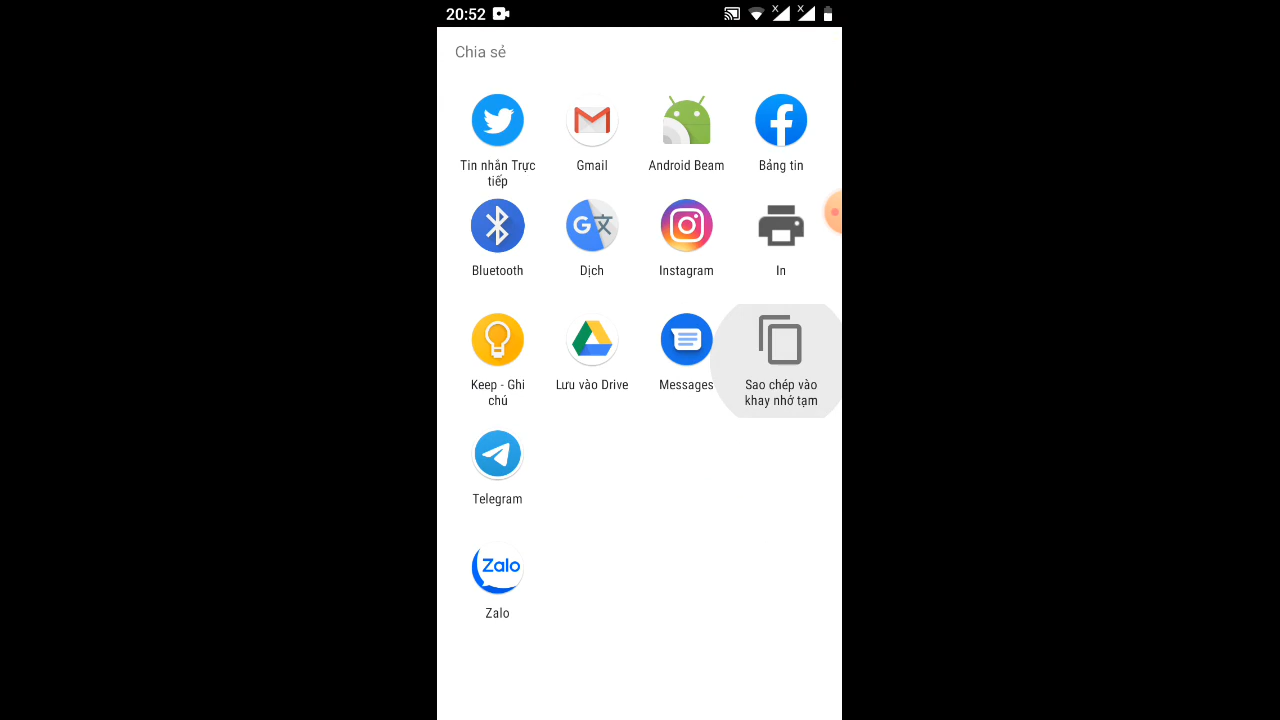 20:52
Chia sẻ
Tin nhắn Trực
tiếp
Gmail
Android Beam
Bảng tin
Bluetooth
Dịch
Instagram
In
Keep - Ghi
chú
Lưu vào Drive
Messages
Sao chép vào
khay nhớ tạm
Telegram
Zalo
Zalo